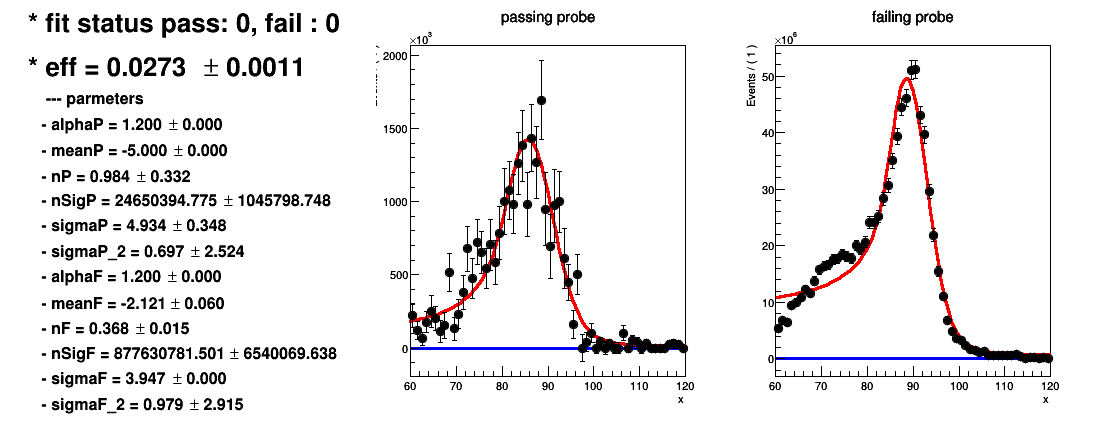 * fit status pass: 0, fail : 0
* eff = 0.0273 ± 0.0011
--- parmeters
- alphaP = 1.200 ± 0.000
- meanP = -5.000 ± 0.000
- nP = 0.984 ± 0.332
- nSigP = 24650394.775 ± 1045798.748
- sigmaP = 4.934 ± 0.348
- sigmaP_2 = 0.697 ± 2.524
- alphaF = 1.200 ± 0.000
- meanF = -2.121 ± 0.060
- nF = 0.368 ± 0.015
- nSigF = 877630781.501 ± 6540069.638
- sigmaF = 3.947 ± 0.000
- sigmaF_2 = 0.979 ± 2.915
passing probe
×10³
2000
1500
1000
500
0
60 70 80 90 100 110 120
x
failing probe
×10⁶
Events / ( 1 )
50
40
30
20
10
0
60 70 80 90 100 110 120
x